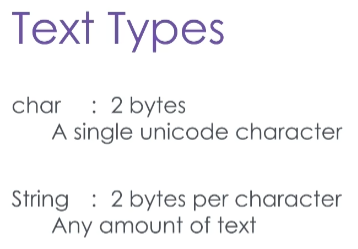 Text Types
char : 2 bytes
A single unicode character
String : 2 bytes per character
Any amount of text